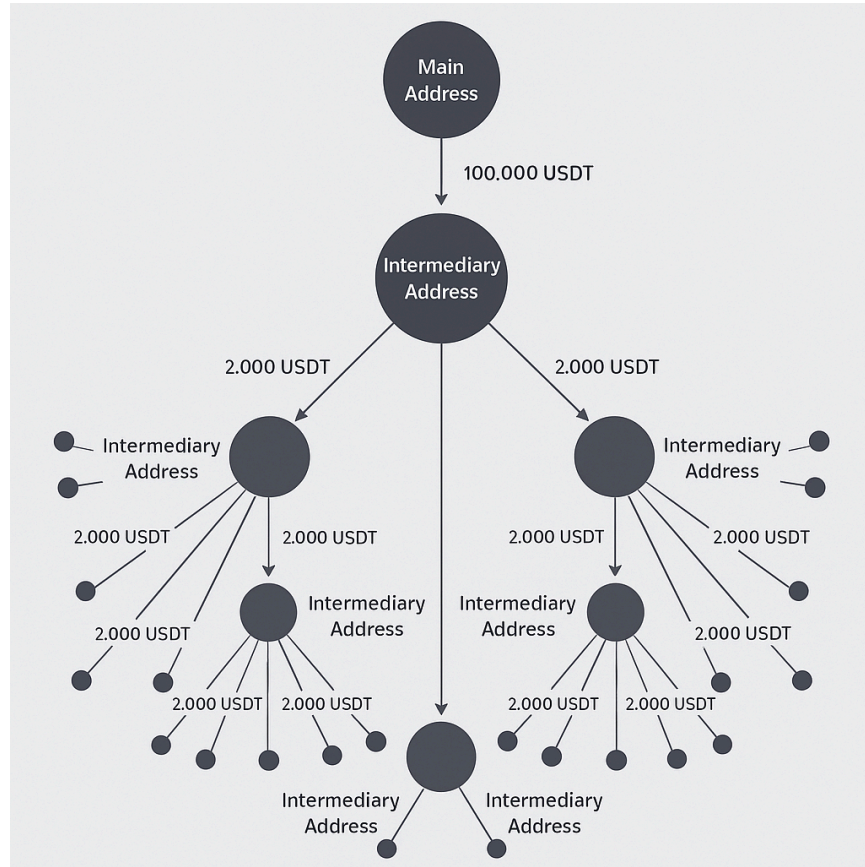 Main
Address
100.000 USDT
Intermediary
Address
2.000 USDT
2.000 USDT
Intermediary
Address
Intermediary
Address
2.000 USDT
2.000 USDT
2.000 USDT
2.000 USDT
Intermediary
Address
Intermediary
Address
2.000 USDT
2.000 USDT
2.000 USDT
2.000 USDT
2.000 USDT
2.000 USDT
Intermediary
Address
Intermediary
Address